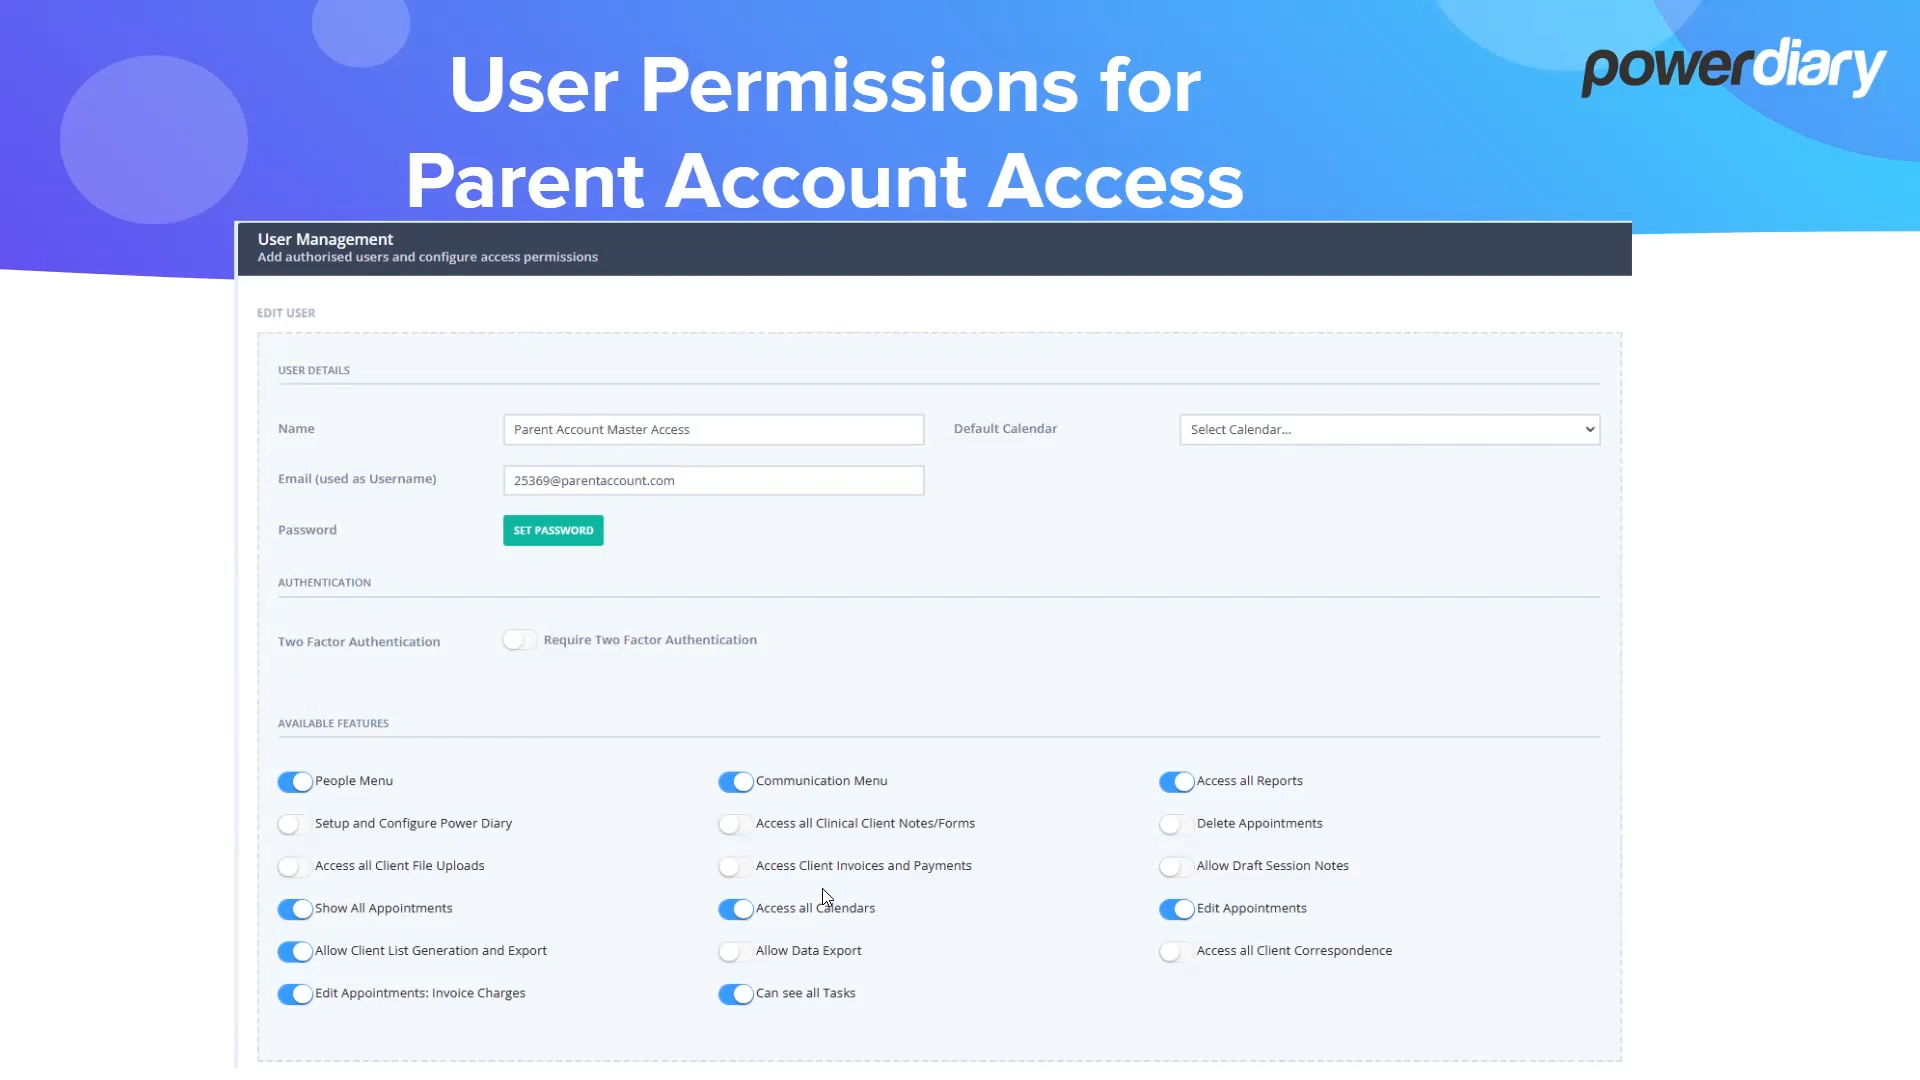 User Permissions for
Parent Account Access
powerdiary
User Management
Add authorised users and configure access permissions
EDIT USER
USER DETAILS
Name
Parent Account Master Access
Default Calendar
Select Calendar...
Email (used as Username)
25369@parentaccount.com
Password
SET PASSWORD
AUTHENTICATION
Two Factor Authentication
Require Two Factor Authentication
AVAILABLE FEATURES
People Menu
Communication Menu
Access all Reports
Setup and Configure Power Diary
Access all Clinical Client Notes/Forms
Delete Appointments
Access all Client File Uploads
Access Client Invoices and Payments
Allow Draft Session Notes
Show All Appointments
Access all Calendars
Edit Appointments
Allow Client List Generation and Export
Allow Data Export
Access all Client Correspondence
Edit Appointments: Invoice Charges
Can see all Tasks